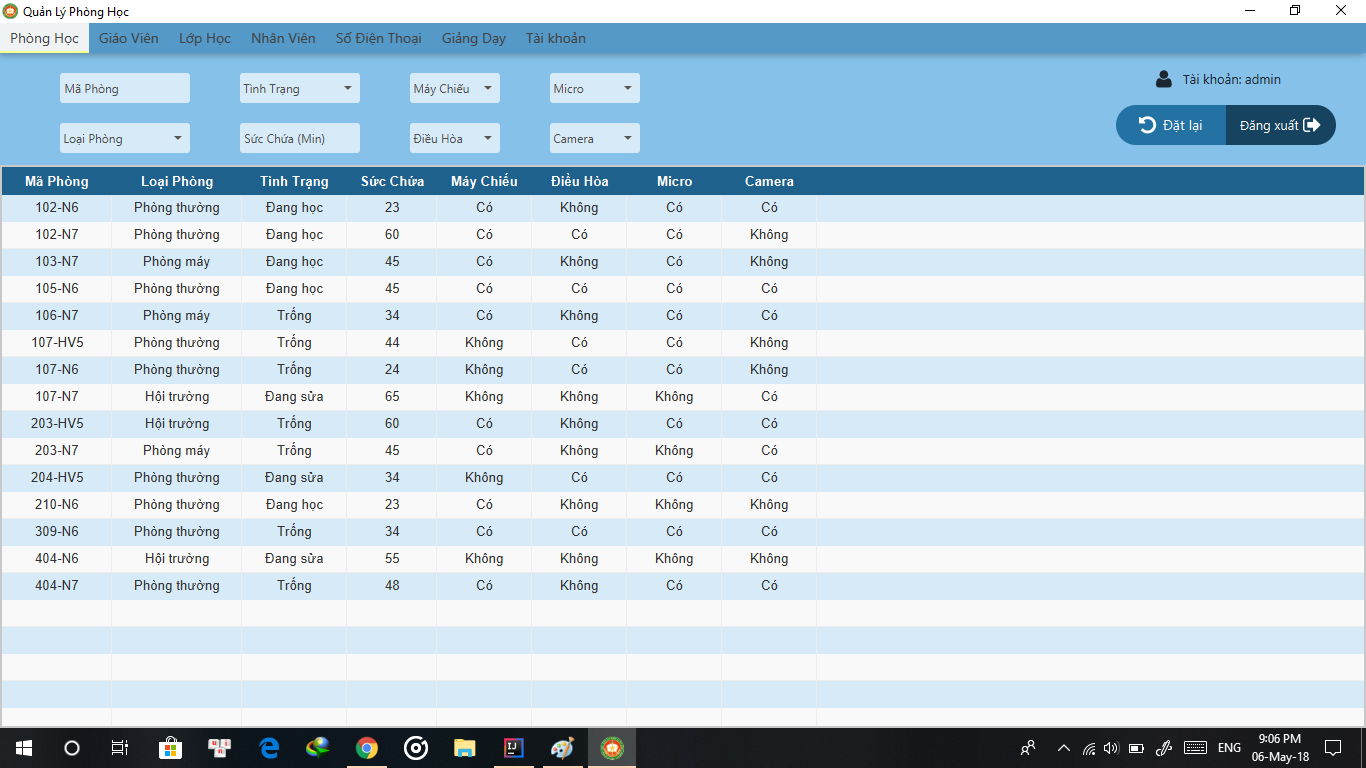 Quản Lý Phòng Học
Phòng Học Giáo Viên Lớp Học Nhân Viên Số Điện Thoại Giảng Dạy Tài khoản
Mã Phòng Tình Trạng Máy Chiếu Micro
Tài khoản: admin
Loại Phòng Sức Chứa (Min) Điều Hòa Camera
Đặt lại Đăng xuất
Mã Phòng Loại Phòng Tình Trạng Sức Chứa Máy Chiếu Điều Hòa Micro Camera
102-N6 Phòng thường Đang học 23 Có Không Có Có
102-N7 Phòng thường Đang học 60 Có Có Có Không
103-N7 Phòng máy Đang học 45 Có Không Có Không
105-N6 Phòng thường Đang học 45 Có Có Có Có
106-N7 Phòng máy Trống 34 Có Không Có Có
107-HV5 Phòng thường Trống 44 Không Có Có Không
107-N6 Phòng thường Trống 24 Không Có Có Không
107-N7 Hội trường Đang sửa 65 Không Không Không Có
203-HV5 Hội trường Trống 60 Có Không Có Có
203-N7 Phòng máy Trống 45 Có Không Không Có
204-HV5 Phòng thường Đang sửa 34 Không Có Có Có
210-N6 Phòng thường Đang học 23 Có Không Không Không
309-N6 Phòng thường Trống 34 Có Có Có Có
404-N6 Hội trường Đang sửa 55 Không Không Không Không
404-N7 Phòng thường Trống 48 Có Không Có Có
ENG
9:06 PM
06-May-18